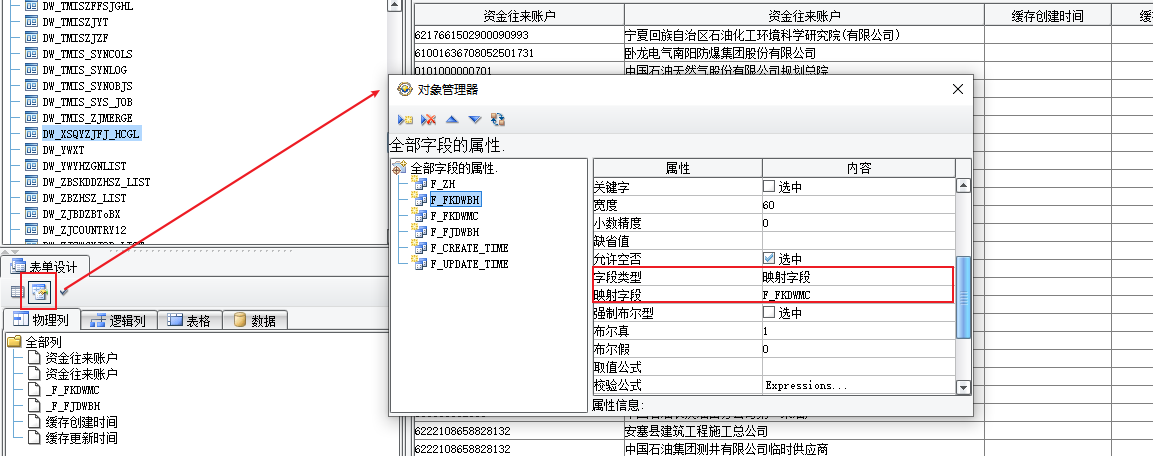 DW_TMISZFFSJGHL
DW_TMISZJYT
DW_TMISZJZF
DW_TMIS_SYNCOLS
DW_TMIS_SYNLOG
DW_TMIS_SYNOBJS
DW_TMIS_SYS_JOB
DW_TMIS_ZJMERGE
DW_XSQYZJFJ_HCGL
DW_YWXT
DW_YWYHZGNLIST
DW_ZBSKDDZHSZ_LIST
DW_ZBZHSZ_LIST
DW_ZJBDZBToBX
DW_ZJCOUNTRY12
表单设计
物理列 逻辑列 表格 数据
全部列
资金往来账户
资金往来账户
_F_FKDWMC
_F_FJDWBH
缓存创建时间
缓存更新时间
资金往来账户 资金往来账户 缓存创建时间 缓存
6217661502900090993 宁夏回族自治区石油化工环境科学研究院(有限公司)
61001636708052501731 卧龙电气南阳防爆集团股份有限公司
0101000000701 中国石油天然气股份有限公司规划总院
对象管理器
全部字段的属性.
全部字段的属性.
F_ZH
F_FKDWBH
F_FKDWMC
F_FJDWBH
F_CREATE_TIME
F_UPDATE_TIME
属性 内容
关键字 选中
宽度 60
小数精度 0
缺省值
允许空否 选中
字段类型 映射字段
映射字段 F_FKDWMC
强制布尔型 选中
布尔真 1
布尔假 0
取值公式
校验公式 Expressions...
属性信息:
6222108658828132 安塞县建筑工程施工总公司
6222108658828132 中国石油集团测井有限公司临时供应商